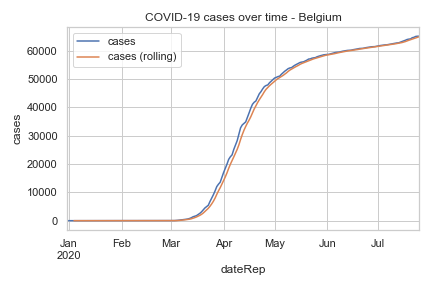 COVID-19 cases over time - Belgium
cases
cases (rolling)
60000
50000
40000
30000
20000
10000
0
cases
Jan Feb Mar Apr May Jun Jul
2020
dateRep